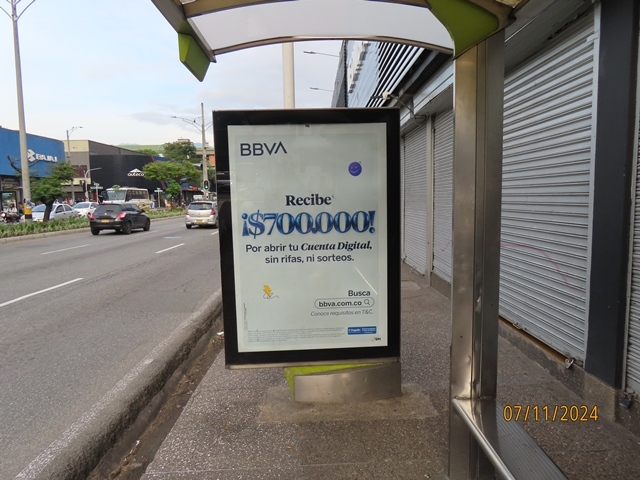 BBVA
Recibe
¡$700.000!
Por abrir tu Cuenta Digital,
sin rifas, ni sorteos.
Busca
bbva.com.co
Conoce requisitos en T&C
07/11/2024